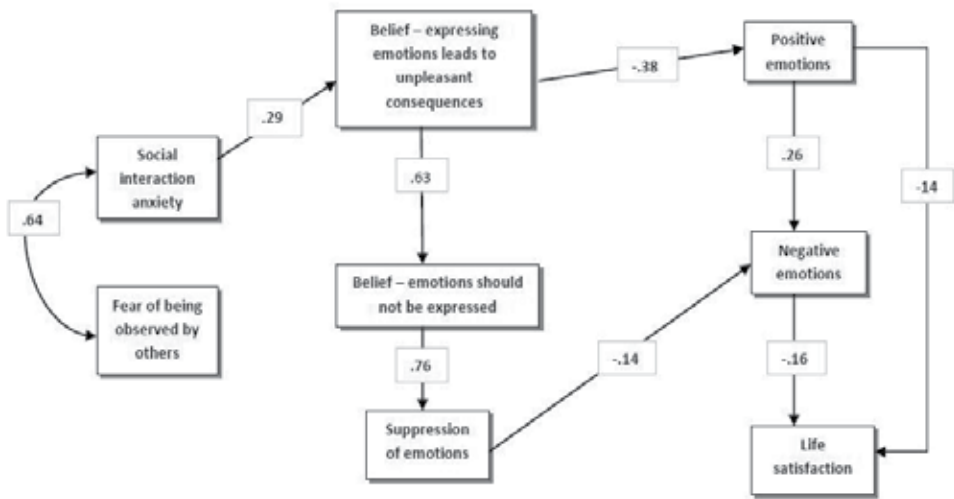 Belief – expressing
emotions leads to
unpleasant
consequences
Positive
emotions
-.38
.29
Social
interaction
anxiety
.63
.26
-14
.64
Negative
emotions
Belief – emotions should
not be expressed
Fear of being
observed by
others
.76
-.14
-.16
Suppression
of emotions
Life
satisfaction